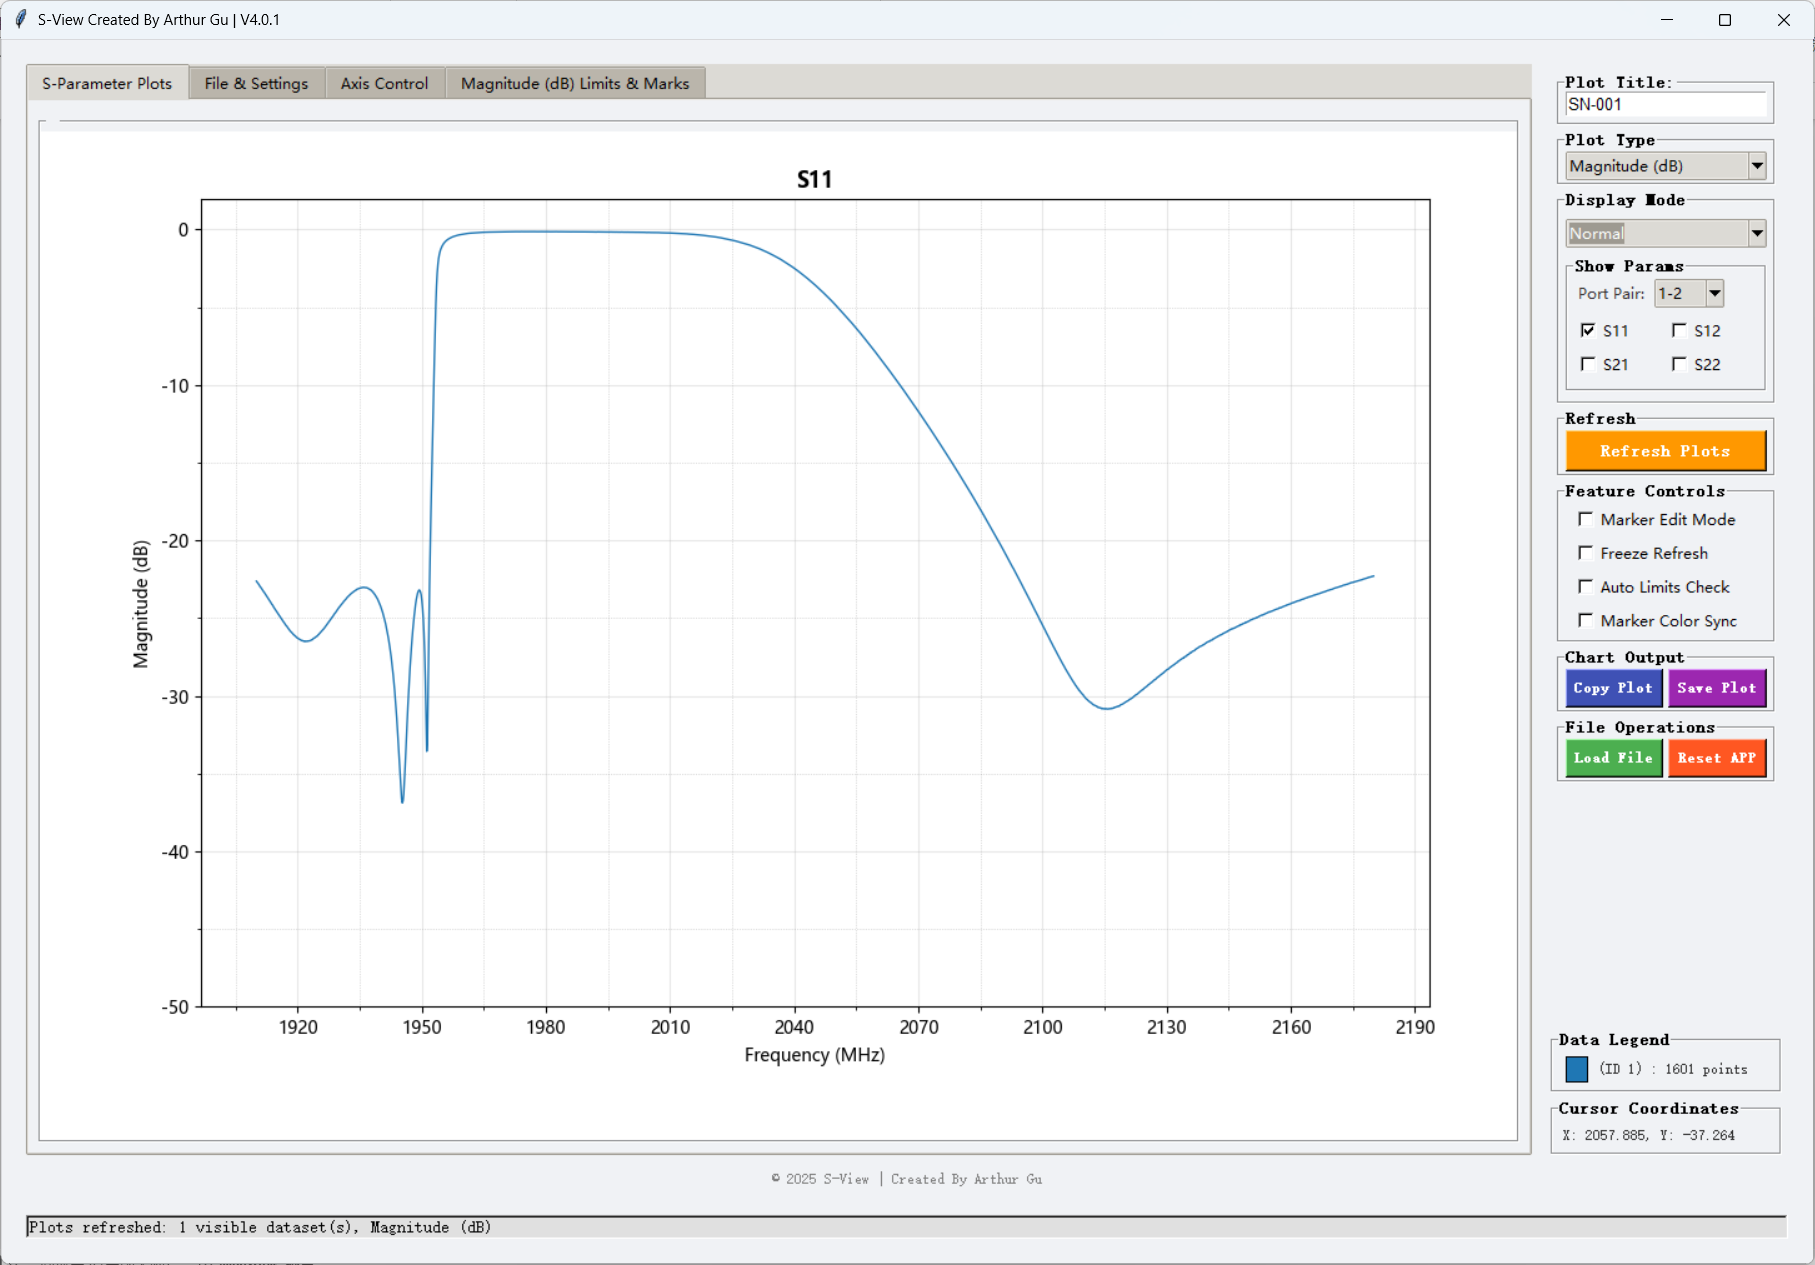 S-View Created By Arthur Gu | V4.0.1
S-Parameter Plots
File & Settings
Axis Control
Magnitude (dB) Limits & Marks
S11
0
-10
-20
-30
-40
-50
Magnitude (dB)
1920
1950
1980
2010
2040
2070
2100
2130
2160
2190
Frequency (MHz)
Plot Title:
SN-001
Plot Type
Magnitude (dB)
Display Mode
Normal
Show Params
Port Pair: 1-2
S11 S12
S21 S22
Refresh
Refresh Plots
Feature Controls
Marker Edit Mode
Freeze Refresh
Auto Limits Check
Marker Color Sync
Chart Output
Copy Plot Save Plot
File Operations
Load File Reset APP
Data Legend
(ID 1) : 1601 points
Cursor Coordinates
X: 2057.885, Y: -37.264
© 2025 S-View | Created By Arthur Gu
Plots refreshed: 1 visible dataset(s), Magnitude (dB)